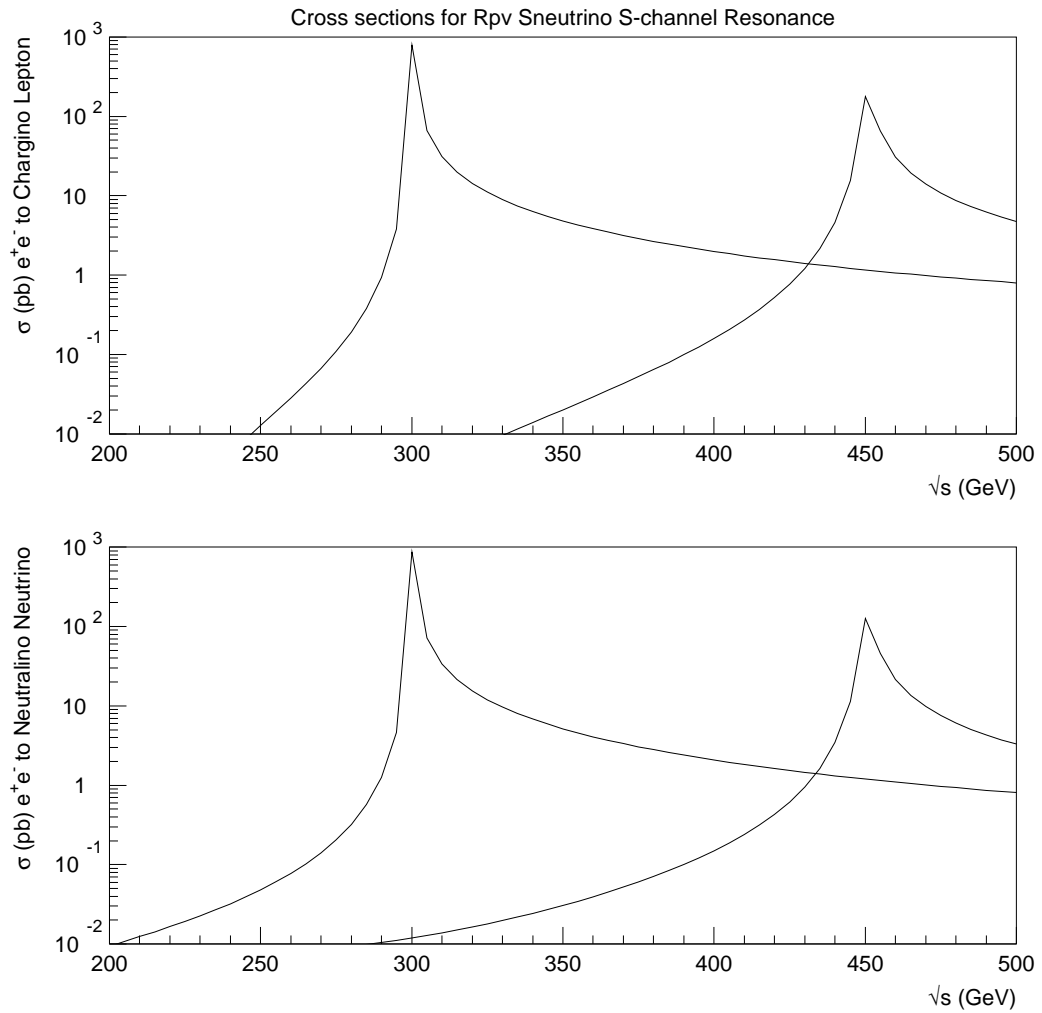 Cross sections for Rpv Sneutrino S-channel Resonance
σ (pb) e⁺e⁻ to Chargino Lepton
10³
10²
10
1
10⁻¹
10⁻²
200 250 300 350 400 450 500
√s (GeV)
σ (pb) e⁺e⁻ to Neutralino Neutrino
10³
10²
10
1
10⁻¹
10⁻²
200 250 300 350 400 450 500
√s (GeV)